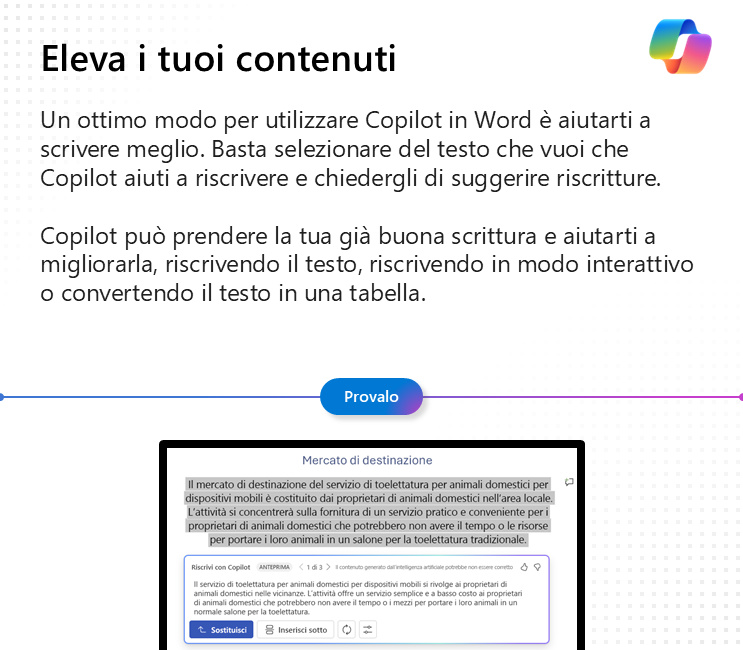 Eleva i tuoi contenuti
Un ottimo modo per utilizzare Copilot in Word è aiutarti a
scrivere meglio. Basta selezionare del testo che vuoi che
Copilot aiuti a riscrivere e chiedergli di suggerire riscritture.
Copilot può prendere la tua già buona scrittura e aiutarti a
migliorarla, riscrivendo il testo, riscrivendo in modo interattivo
o convertendo il testo in una tabella.
Provalo
Mercato di destinazione
Il mercato di destinazione del servizio di toelettatura per animali domestici per
dispositivi mobili è costituito dai proprietari di animali domestici nell'area locale.
L'attività si concentrerà sulla fornitura di un servizio pratico e conveniente per i
proprietari di animali domestici che potrebbero non avere il tempo o le risorse
per portare i loro animali in un salone per la toelettatura tradizionale.
Riscrivi con Copilot ANTEPRIMA 1 di 3 Il contenuto generato dall'intelligenza artificiale potrebbe non essere corretto
Il servizio di toelettatura per animali domestici per dispositivi mobili si rivolge ai proprietari di
animali domestici nelle vicinanze. L'attività offre un servizio semplice e a basso costo ai proprietari
di animali domestici che potrebbero non avere il tempo o i mezzi per portare i loro animali in un
normale salone per la toelettatura.
Sostituisci Inserisci sotto